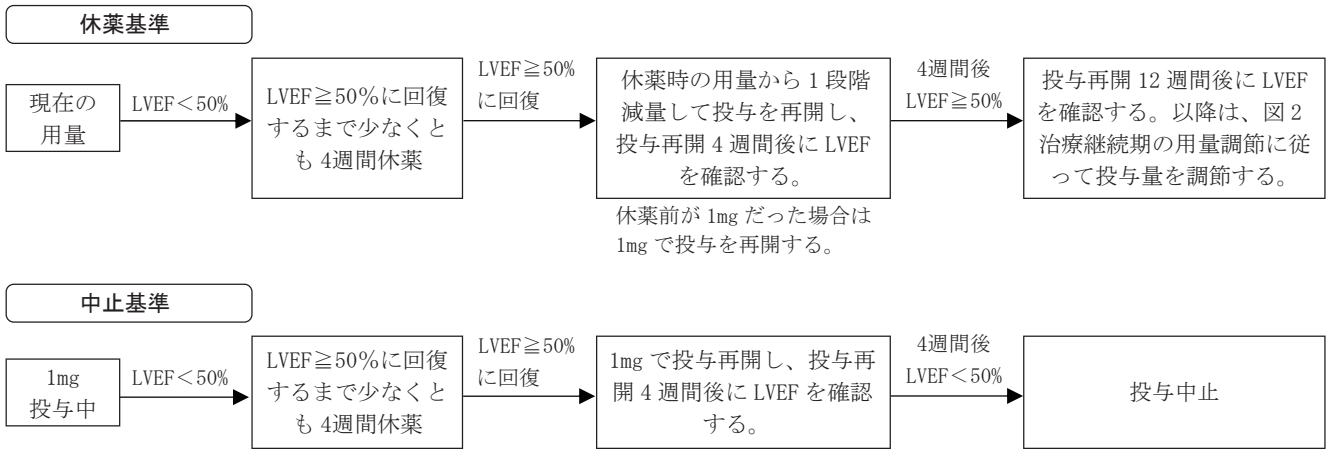 休薬基準
現在の
用量
LVEF＜50%
LVEF≧50％に回復
するまで少なくと
も 4週間休薬
LVEF≧50%
に回復
休薬時の用量から 1 段階
減量して投与を再開し、
投与再開 4 週間後に LVEF
を確認する。
休薬前が 1mg だった場合は
1mg で投与を再開する。
4週間後
LVEF≧50%
投与再開 12 週間後に LVEF
を確認する。以降は、図 2
治療継続期の用量調節に従
って投与量を調節する。
中止基準
1mg
投与中
LVEF＜50%
LVEF≧50％に回復
するまで少なくと
も 4週間休薬
LVEF≧50%
に回復
1mg で投与再開し、投与再
開 4 週間後に LVEF を確認
する。
4週間後
LVEF＜50%
投与中止